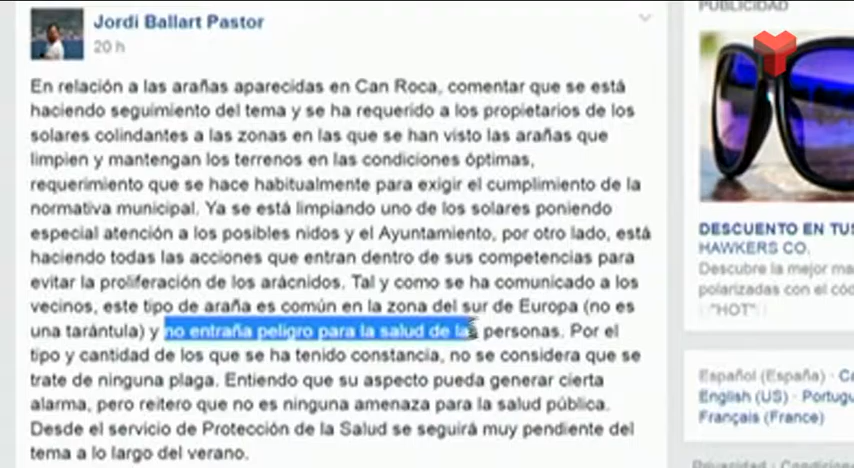 Jordi Ballart Pastor
20 h
En relación a las arañas aparecidas en Can Roca, comentar que se está
haciendo seguimiento del tema y se ha requerido a los propietarios de los
solares colindantes a las zonas en las que se han visto las arañas que
limpien y mantengan los terrenos en las condiciones óptimas,
requerimiento que se hace habitualmente para exigir el cumplimiento de la
normativa municipal. Ya se está limpiando uno de los solares poniendo
especial atención a los posibles nidos y el Ayuntamiento, por otro lado, está
haciendo todas las acciones que entran dentro de sus competencias para
evitar la proliferación de los arácnidos. Tal y como se ha comunicado a los
vecinos, este tipo de araña es común en la zona del sur de Europa (no es
una tarántula) y no entraña peligro para la salud de las personas. Por el
tipo y cantidad de los que se ha tenido constancia, no se considera que se
trate de ninguna plaga. Entiendo que su aspecto pueda generar cierta
alarma, pero reitero que no es ninguna amenaza para la salud pública.
Desde el servicio de Protección de la Salud se seguirá muy pendiente del
tema a lo largo del verano.
PUBLICIDAD
DESCUENTO EN TUS
HAWKERS CO.
Descubre la mejor ma
polarizadas con el cód
"HOT"
Español (España) · Ca
English (US) · Portugu
Français (France)
Privacidad · Condicione